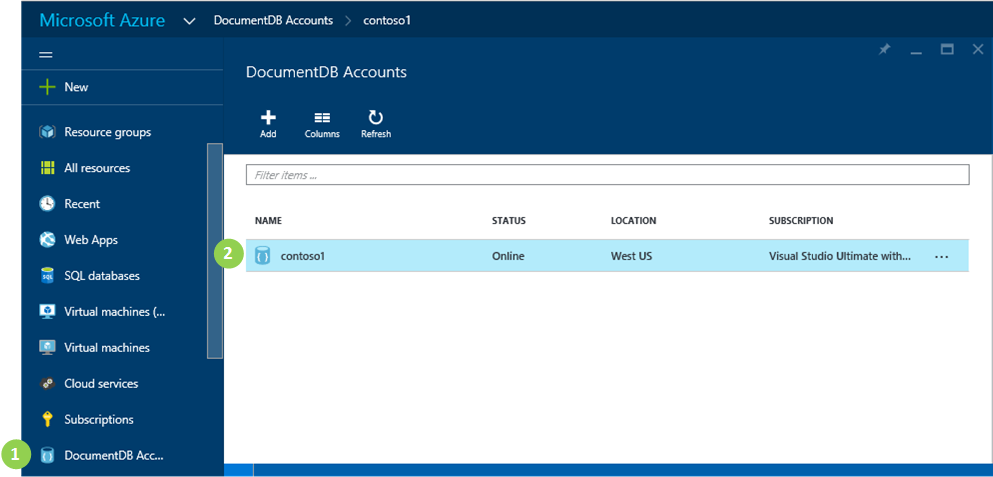 Microsoft Azure DocumentDB Accounts > contoso1
New
Resource groups
All resources
Recent
Web Apps
SQL databases
Virtual machines (...
Virtual machines
Cloud services
Subscriptions
1 DocumentDB Acc...
DocumentDB Accounts
Add Columns Refresh
Filter items ...
NAME STATUS LOCATION SUBSCRIPTION
2 contoso1 Online West US Visual Studio Ultimate with... ...